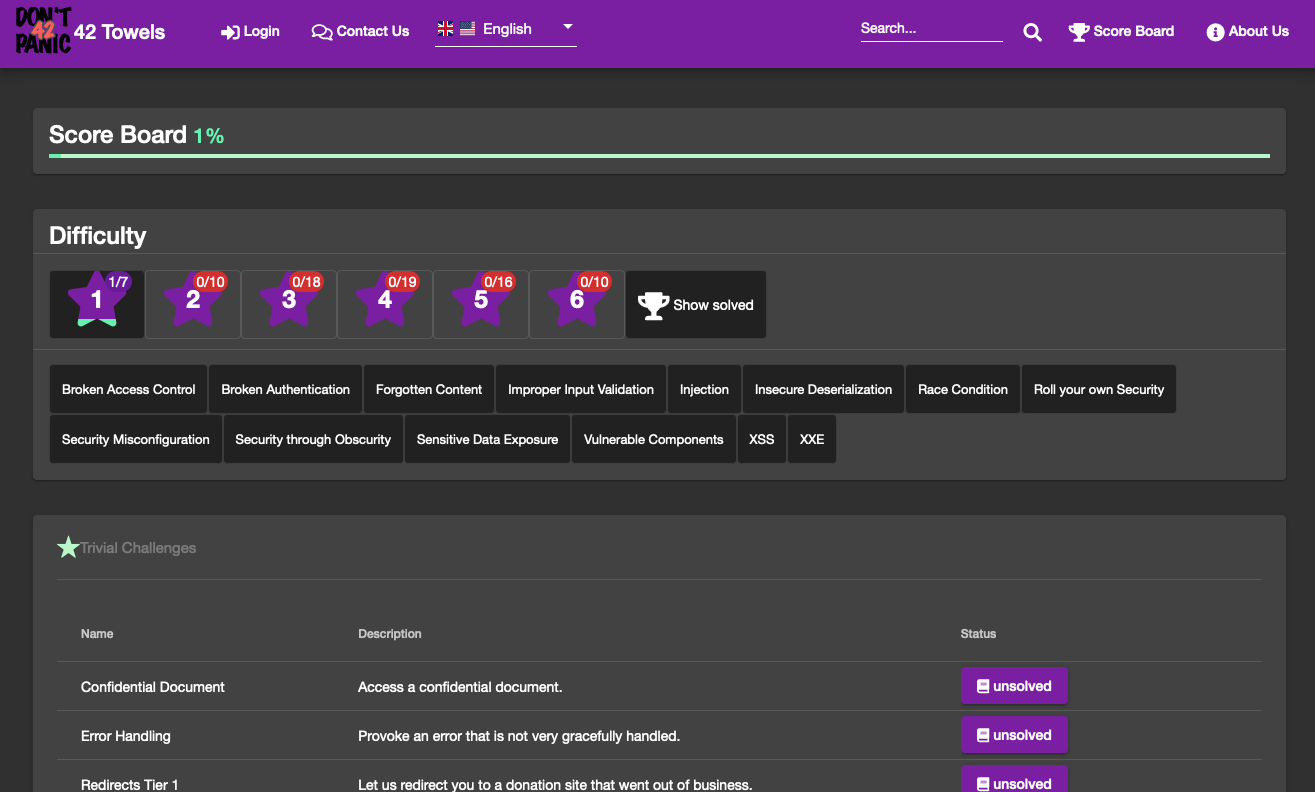 DON'T
42
PANIC
42 Towels
Login
Contact Us
English
Search...
Score Board
About Us
Score Board 1%
Difficulty
1 1/7
2 0/10
3 0/18
4 0/19
5 0/16
6 0/10
Show solved
Broken Access Control
Broken Authentication
Forgotten Content
Improper Input Validation
Injection
Insecure Deserialization
Race Condition
Roll your own Security
Security Misconfiguration
Security through Obscurity
Sensitive Data Exposure
Vulnerable Components
XSS
XXE
Trivial Challenges
Name Description Status
Confidential Document Access a confidential document. unsolved
Error Handling Provoke an error that is not very gracefully handled. unsolved
Redirects Tier 1 Let us redirect you to a donation site that went out of business. unsolved